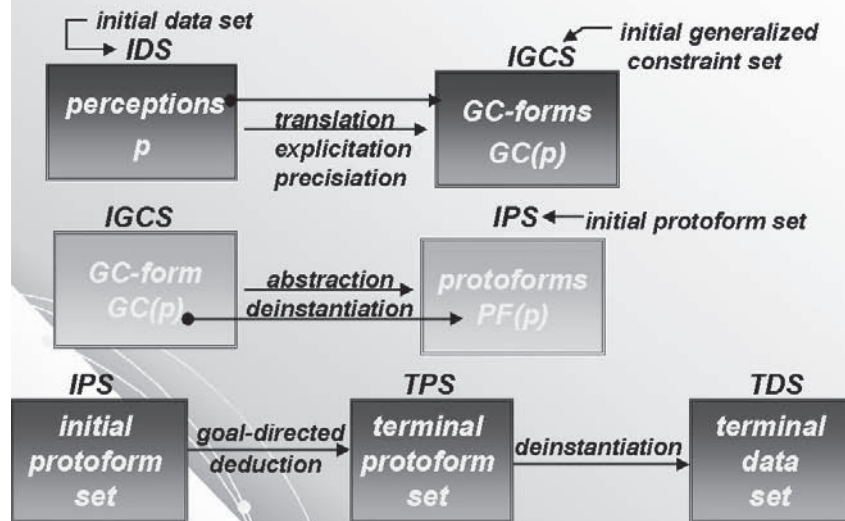 initial data set
IDS
perceptions
p
translation
explicitation
precisiation
IGCS
initial generalized
constraint set
GC-forms
GC(p)
IGCS
GC-form
GC(p)
abstraction
deinstantiation
IPS
initial protoform set
protoforms
PF(p)
IPS
initial
protoform
set
goal-directed
deduction
TPS
terminal
protoform
set
deinstantiation
TDS
terminal
data
set